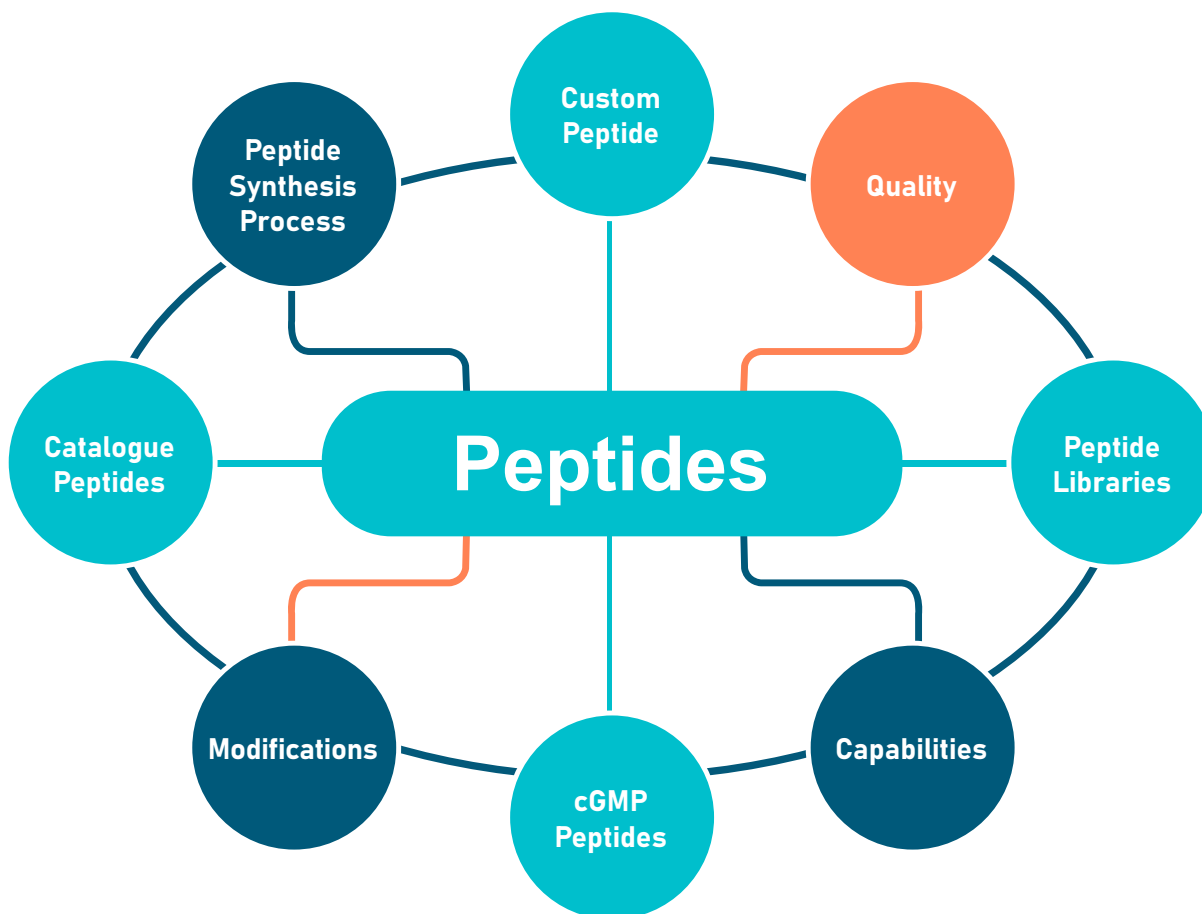 Custom
Peptide
Peptide
Synthesis
Process
Quality
Catalogue
Peptides
Peptides
Peptide
Libraries
Modifications
Capabilities
cGMP
Peptides